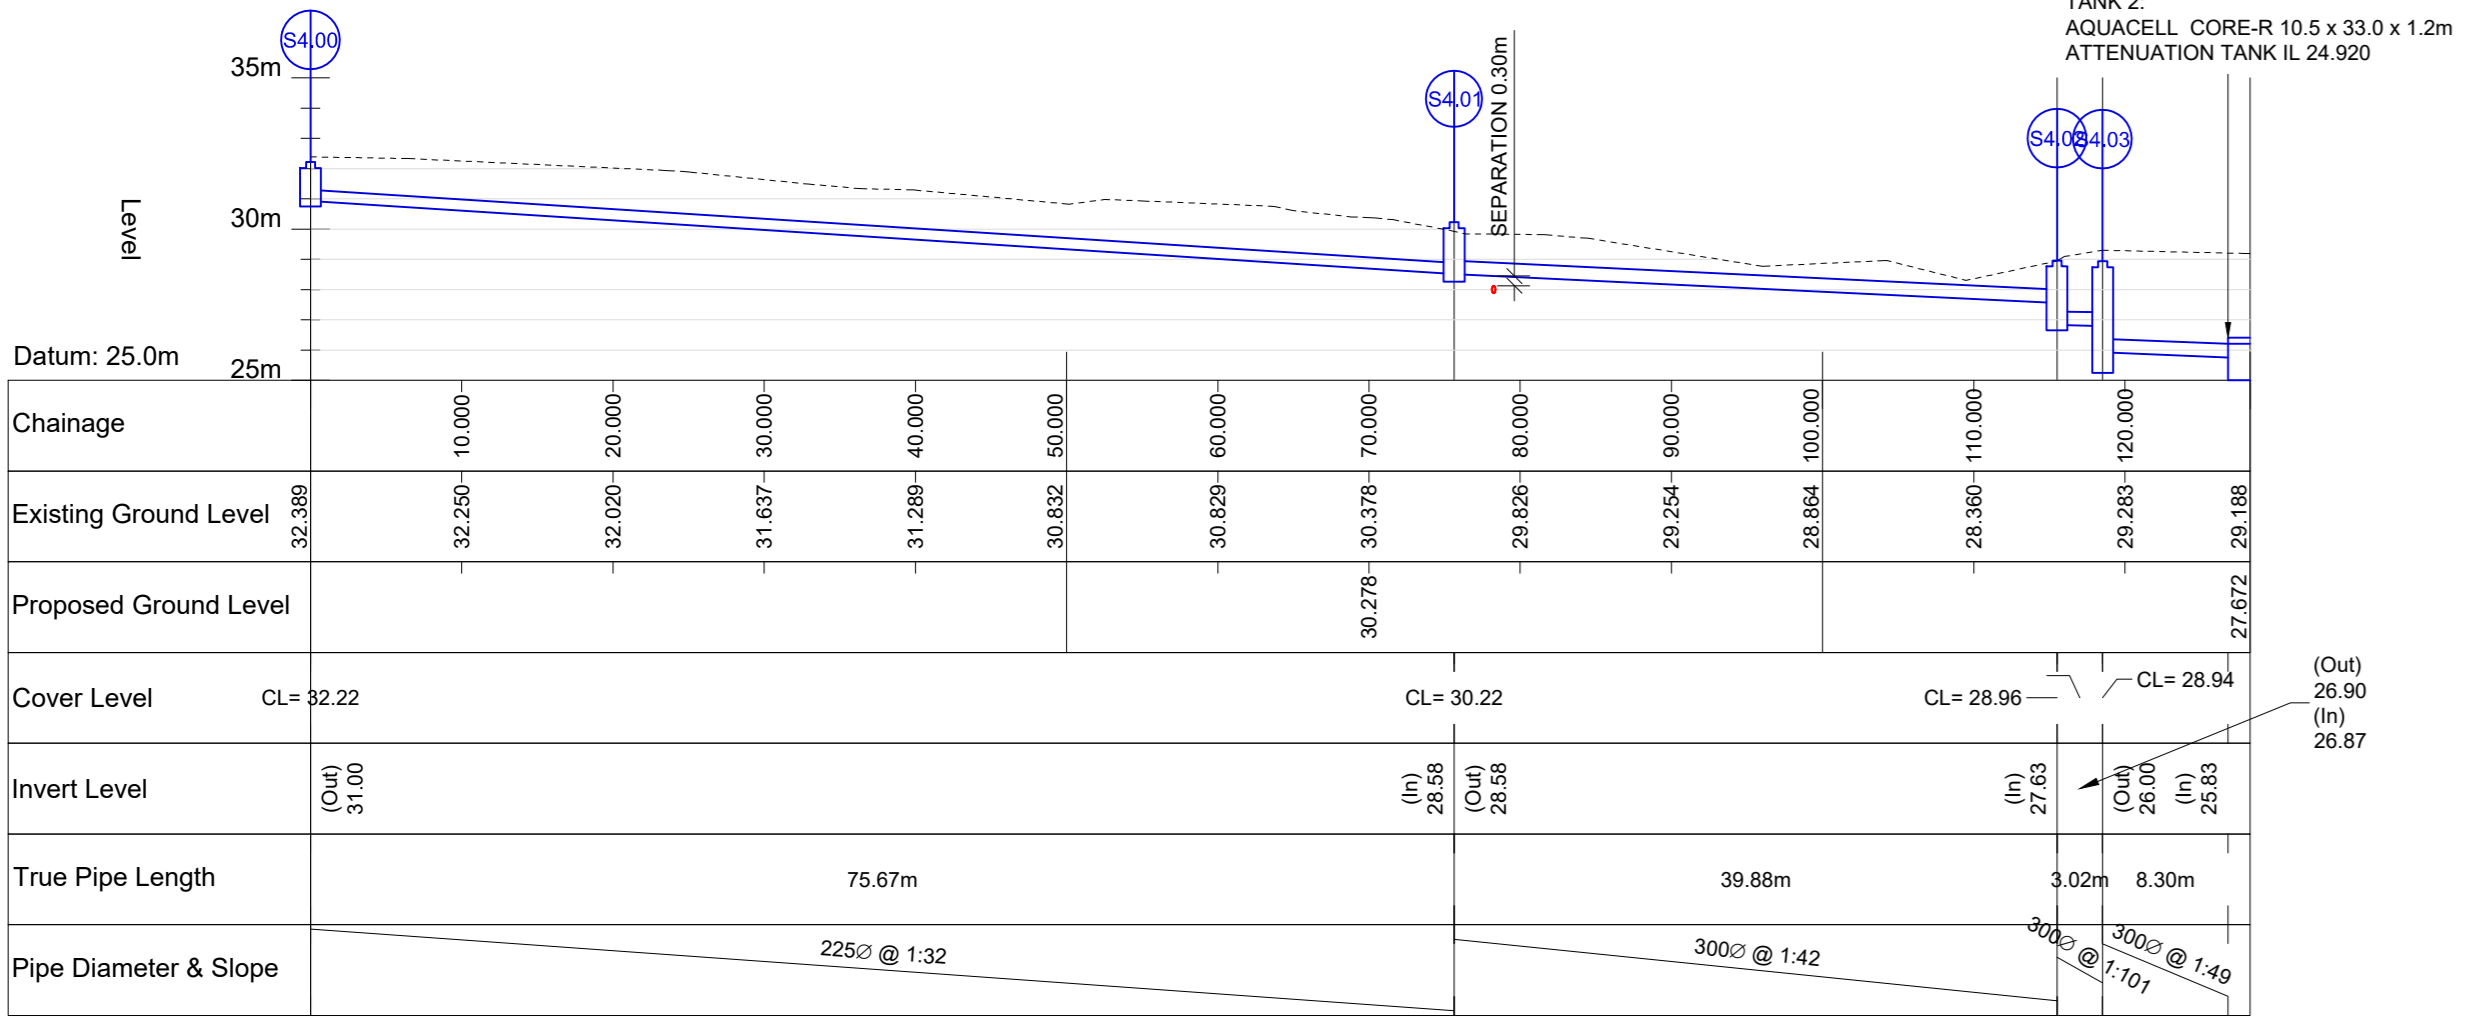 TANK 2:
AQUACELL CORE-R 10.5 x 33.0 x 1.2m
ATTENUATION TANK IL 24.920
S4.00
S4.01
S4.02
S4.03
SEPARATION 0.30m
35m
30m
25m
Level
0
Datum: 25.0m
Chainage
10.000 20.000 30.000 40.000 50.000 60.000 70.000 80.000 90.000 100.000 110.000 120.000
Existing Ground Level
32.389 32.250 32.020 31.637 31.289 30.832 30.829 30.378 29.826 29.254 28.864 28.360 29.283 29.188
Proposed Ground Level
30.278 27.672
Cover Level
CL= 32.22 CL= 30.22 CL= 28.96 CL= 28.94
(Out)
26.90
(In)
26.87
Invert Level
(Out)
31.00
(In)
28.58
(Out)
28.58
(In)
27.63
(Out)
26.00
(In)
25.83
True Pipe Length
75.67m 39.88m 3.02m 8.30m
Pipe Diameter & Slope
225∅ @ 1:32
300∅ @ 1:42
300∅ @ 1:101
300∅ @ 1:49